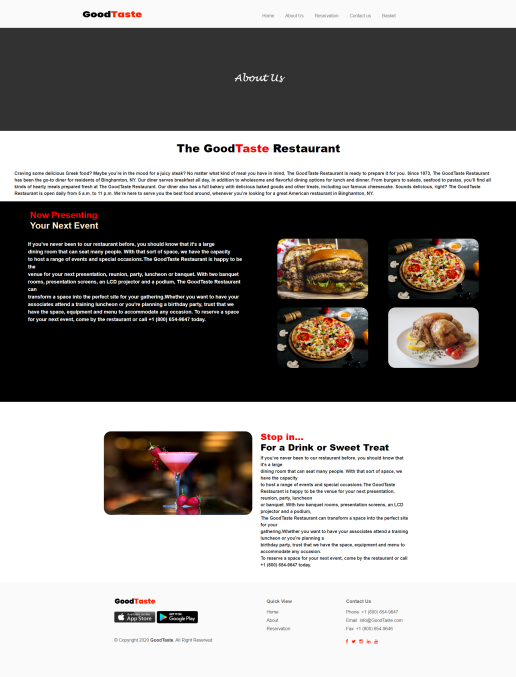 GoodTaste
Home About Us Reservation Contact us Basket
About Us
The GoodTaste Restaurant
Craving some delicious Greek food? Maybe you're in the mood for a juicy steak? No matter what kind of meal you have in mind, The GoodTaste Restaurant is ready to prepare it for you. Since 1973, The GoodTaste Restaurant
has been the go-to diner for residents of Binghamton, NY. Our diner serves breakfast all day, in addition to wholesome and flavorful dining options for lunch and dinner. From burgers to salads, seafood to pastas, you'll find all
kinds of hearty meals prepared fresh at The GoodTaste Restaurant. Our diner also has a full bakery with delicious baked goods and other treats, including our famous cheesecake. Sounds delicious, right? The GoodTaste
Restaurant is open daily from 5 a.m. to 11 p.m. We're here to serve you the best food around, whenever you're looking for a great American restaurant in Binghamton, NY.
Now Presenting
Your Next Event
If you've never been to our restaurant before, you should know that it's a large
dining room that can seat many people. With that sort of space, we have the capacity
to host a range of events and special occasions.The GoodTaste Restaurant is happy to be
the
venue for your next presentation, reunion, party, luncheon or banquet. With two banquet
rooms, presentation screens, an LCD projector and a podium, The GoodTaste Restaurant
can
transform a space into the perfect site for your gathering.Whether you want to have your
associates attend a training luncheon or you're planning a birthday party, trust that we
have the space, equipment and menu to accommodate any occasion. To reserve a space
for your next event, come by the restaurant or call +1 (800) 654-9647 today.
Stop in...
For a Drink or Sweet Treat
If you've never been to our restaurant before, you should know that
it's a large
dining room that can seat many people. With that sort of space, we
have the capacity
to host a range of events and special occasions.The GoodTaste
Restaurant is happy to be the venue for your next presentation,
reunion, party, luncheon
or banquet. With two banquet rooms, presentation screens, an LCD
projector and a podium,
The GoodTaste Restaurant can transform a space into the perfect site
for your
gathering.Whether you want to have your associates attend a training
luncheon or you're planning a
birthday party, trust that we have the space, equipment and menu to
accommodate any occasion.
To reserve a space for your next event, come by the restaurant or call
+1 (800) 654-9647 today.
GoodTaste
App Store
Google Play
© Copyright 2020 GoodTaste. All Right Reserved
Quick View
Home
About
Reservation
Contact Us
Phone: +1 (800) 654-9647
Email: info@GoodTaste.com
Fax: +1 (800) 654-9646